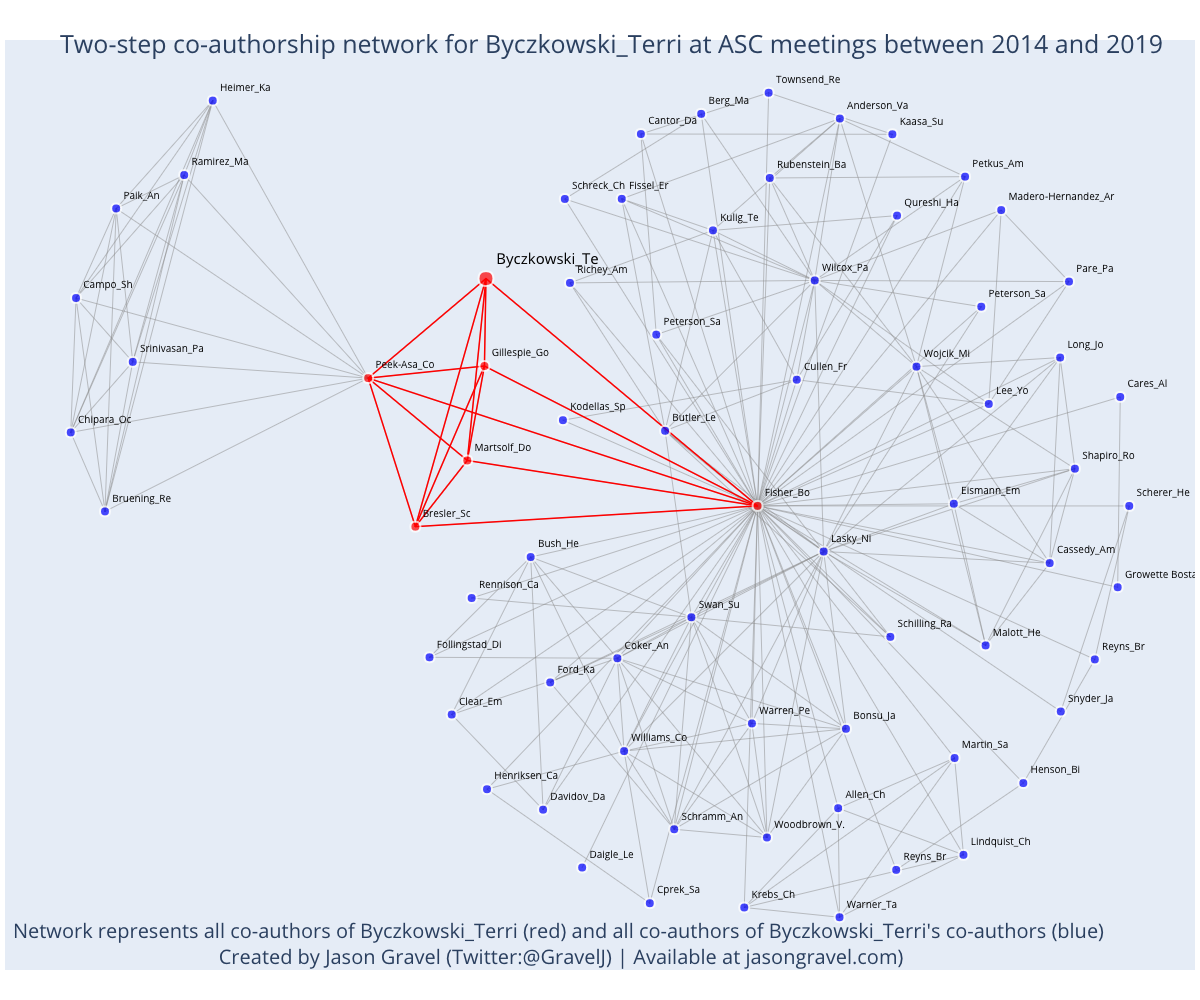 Two-step co-authorship network for Byczkowski_Terri at ASC meetings between 2014 and 2019
Heimer_Ka
Townsend_Re
Berg_Ma
Anderson_Va
Cantor_Da
Kaasa_Su
Ramirez_Ma
Rubenstein_Ba
Petkus_Am
Paik_An
Schreck_Ch
Fissel_Er
Madero-Hernandez_Ar
Qureshi_Ha
Kulig_Te
Byczkowski_Te
Richey_Am
Wilcox_Pa
Pare_Pa
Campo_Sh
Peterson_Sa
Peterson_Sa
Srinivasan_Pa
Gillespie_Go
Wojcik_Mi
Long_Jo
Peek-Asa_Co
Cullen_Fr
Cares_Al
Lee_Yo
Kodellas_Sp
Chipara_Oc
Butler_Le
Martsolf_Do
Shapiro_Ro
Bruening_Re
Fisher_Bo
Eismann_Em
Scherer_He
Bresler_Sc
Bush_He
Lasky_Ni
Cassedy_Am
Growette Bosta
Rennison_Ca
Swan_Su
Schilling_Ra
Malott_He
Follingstad_Di
Coker_An
Reyns_Br
Ford_Ka
Clear_Em
Warren_Pe
Bonsu_Ja
Snyder_Ja
Williams_Co
Martin_Sa
Henriksen_Ca
Henson_Bi
Davidov_Da
Allen_Ch
Schramm_An
Woodbrown_V.
Lindquist_Ch
Daigle_Le
Reyns_Br
Cprek_Sa
Krebs_Ch
Warner_Ta
Network represents all co-authors of Byczkowski_Terri (red) and all co-authors of Byczkowski_Terri's co-authors (blue)
Created by Jason Gravel (Twitter:@GravelJ) | Available at jasongravel.com)